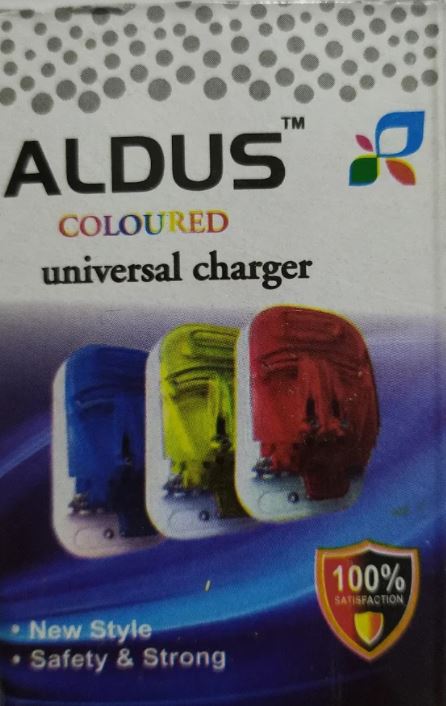 ALDUS™
COLOURED
universal charger
100%
SATISFACTION
• New Style
• Safety & Strong